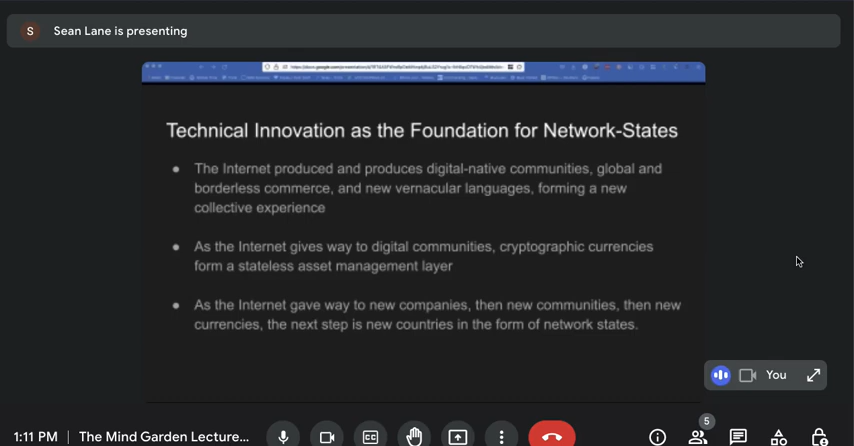 S
Sean Lane is presenting
Technical Innovation as the Foundation for Network-States
● The Internet produced and produces digital-native communities, global and
borderless commerce, and new vernacular languages, forming a new
collective experience
● As the Internet gives way to digital communities, cryptographic currencies
form a stateless asset management layer
● As the Internet gave way to new companies, then new communities, then new
currencies, the next step is new countries in the form of network states.
You
5
1:11 PM | The Mind Garden Lecture...
CC